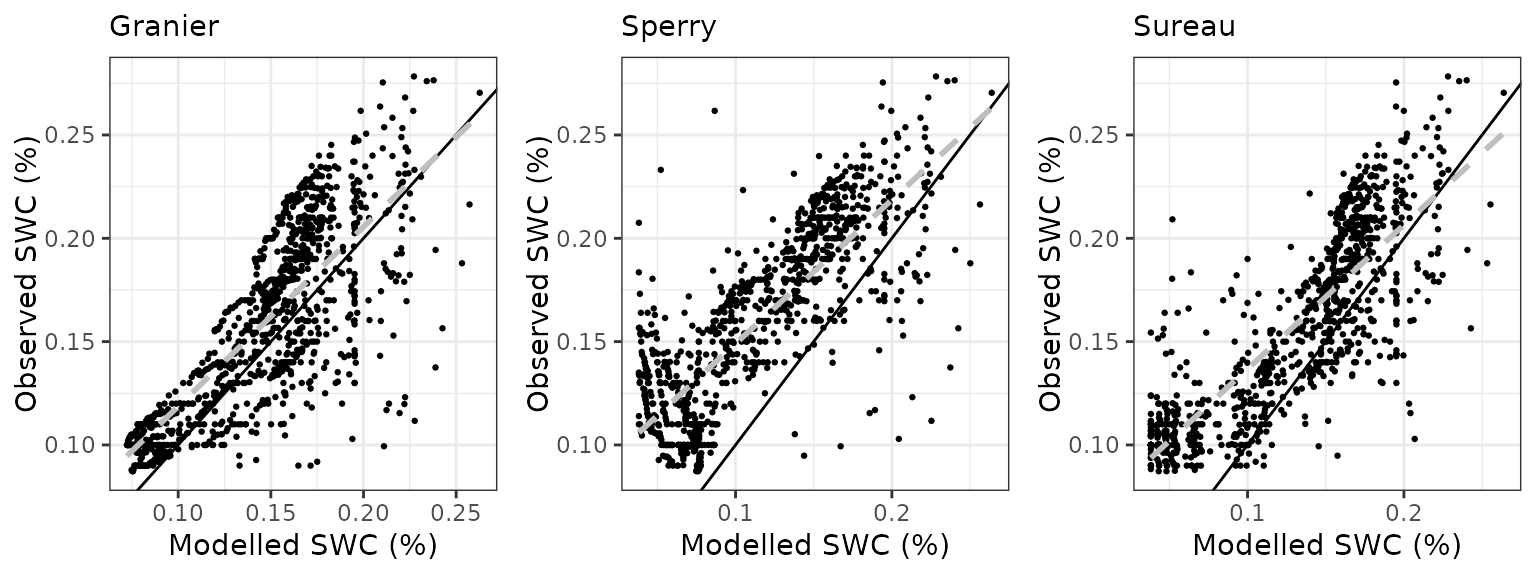 Granier
Observed SWC (%)
0.25
0.20
0.15
0.10
0.10 0.15 0.20 0.25
Modelled SWC (%)
Sperry
Observed SWC (%)
0.25
0.20
0.15
0.10
0.1 0.2
Modelled SWC (%)
Sureau
Observed SWC (%)
0.25
0.20
0.15
0.10
0.1 0.2
Modelled SWC (%)